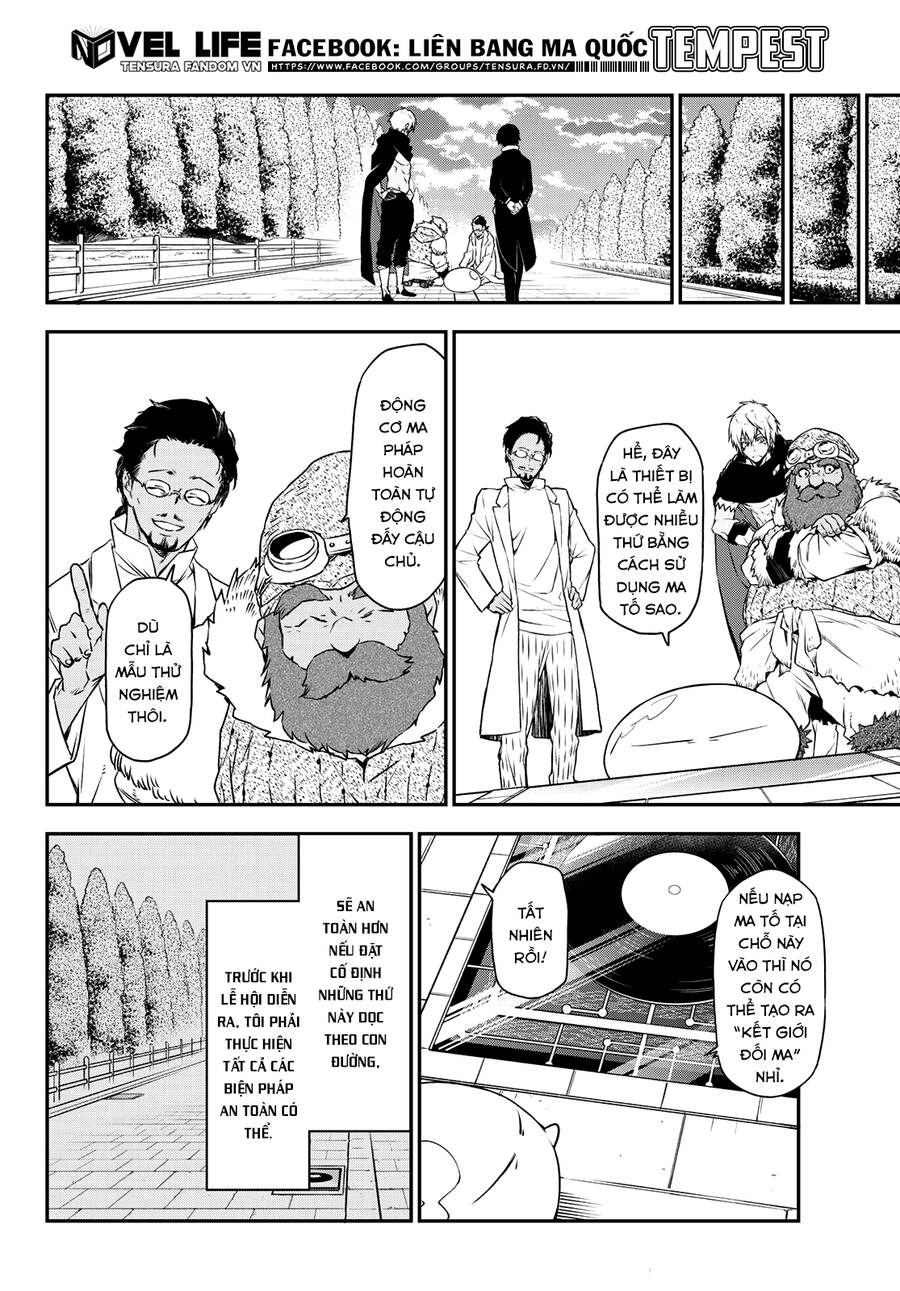 NOVEL LIFE
TENSURA FANDOM VN
FACEBOOK: LIÊN BANG MA QUỐC
HTTPS://WWW.FACEBOOK.COM/GROUPS/TENSURA.FD.VN/
TEMPEST
HỂ, ĐÂY
LÀ THIẾT BỊ
CÓ THỂ LÀM
ĐƯỢC NHIỀU
THỨ BẰNG
CÁCH SỬ
DỤNG MA
TỐ SAO.
ĐỘNG
CƠ MA
PHÁP
HOÀN
TOÀN TỰ
ĐỘNG
ĐẤY CẬU
CHỦ.
DÙ
CHỈ LÀ
MẪU THỬ
NGHIỆM
THÔI.
NẾU NẠP
MA TỐ TẠI
CHỖ NÀY
VÀO THÌ NÓ
CÒN CÓ
THỂ TẠO RA
“KẾT GIỚI
ĐỐI MA”
NHỈ.
TẤT
NHIÊN
RỒI!
SẼ AN
TOÀN HƠN
NẾU ĐẶT
CỐ ĐỊNH
NHỮNG THỨ
NÀY DỌC
THEO CON
ĐƯỜNG.
TRƯỚC KHI
LỄ HỘI DIỄN
RA, TÔI PHẢI
THỰC HIỆN
TẤT CẢ CÁC
BIỆN PHÁP
AN TOÀN CÓ
THỂ.